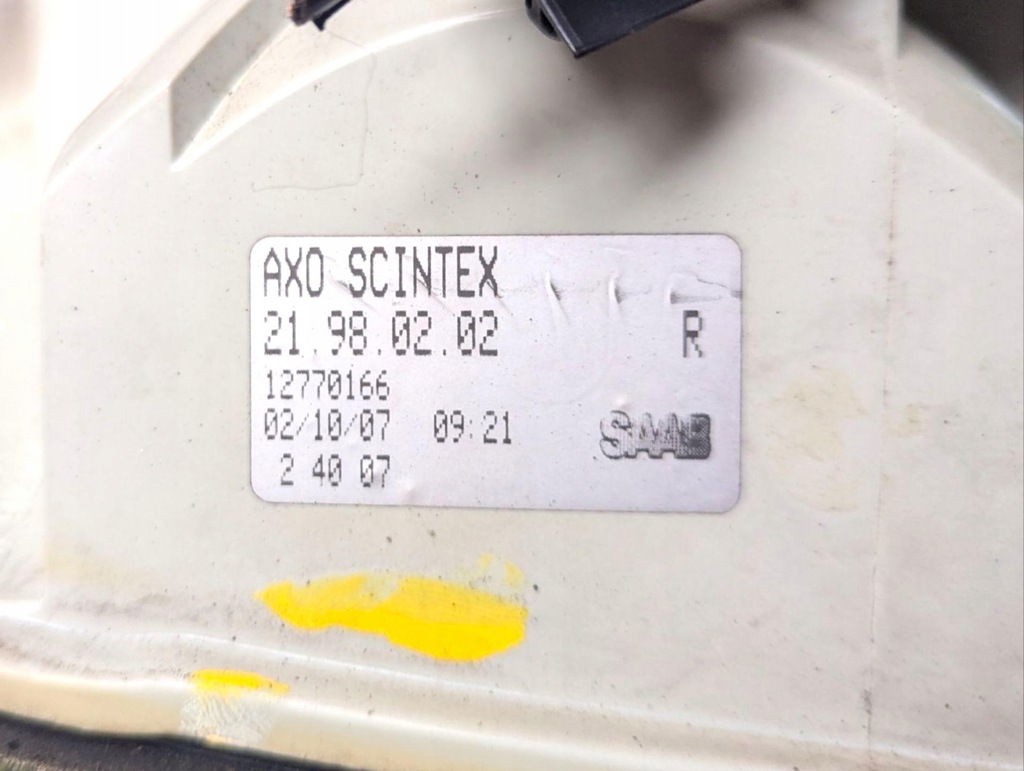 AXO SCINTEX
21.98.02.02 R
12770166
02/10/07 09:21
SAAB
2 40 07